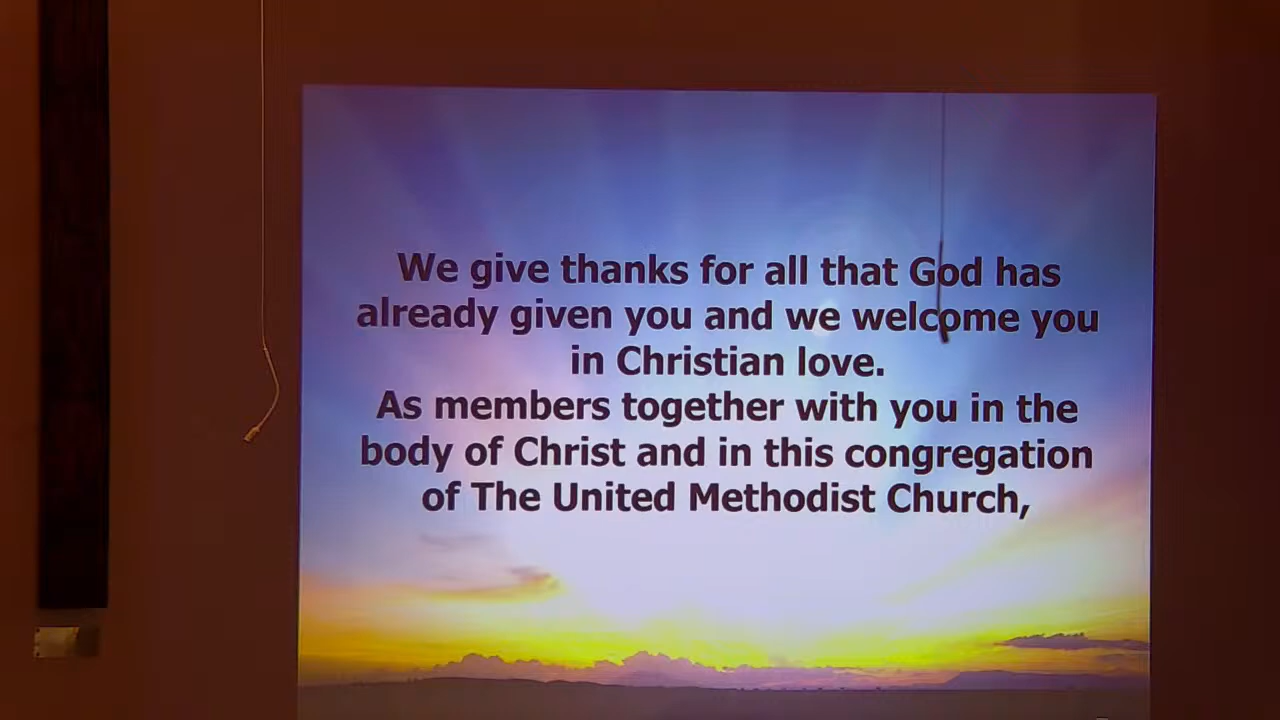 We give thanks for all that God has
already given you and we welcome you
in Christian love.
As members together with you in the
body of Christ and in this congregation
of The United Methodist Church,